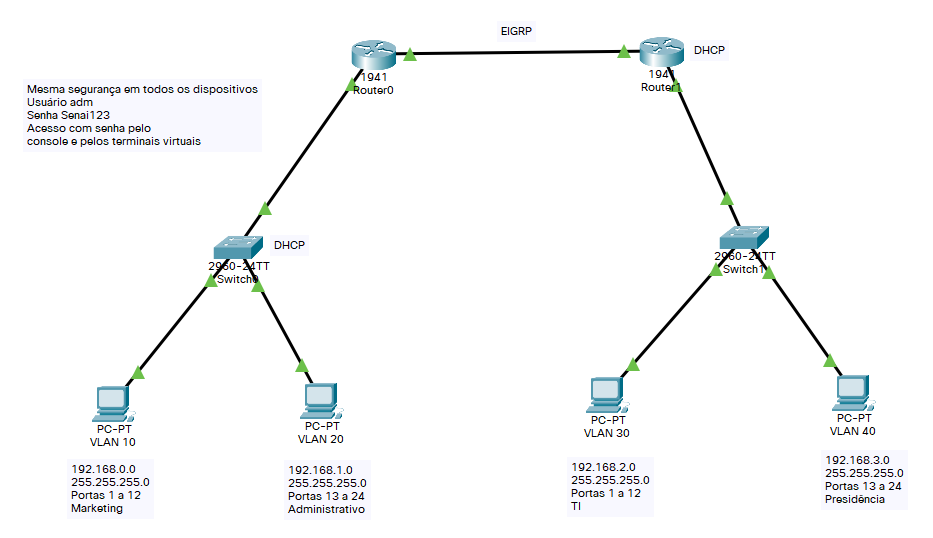 EIGRP
DHCP
1941
Router0
1941
Router1
Mesma segurança em todos os dispositivos
Usuário adm
Senha Senai123
Acesso com senha pelo
console e pelos terminais virtuais
DHCP
2960-24TT
Switch0
2960-24TT
Switch1
PC-PT
VLAN 10
PC-PT
VLAN 20
PC-PT
VLAN 30
PC-PT
VLAN 40
192.168.0.0
255.255.255.0
Portas 1 a 12
Marketing
192.168.1.0
255.255.255.0
Portas 13 a 24
Administrativo
192.168.2.0
255.255.255.0
Portas 1 a 12
TI
192.168.3.0
255.255.255.0
Portas 13 a 24
Presidência